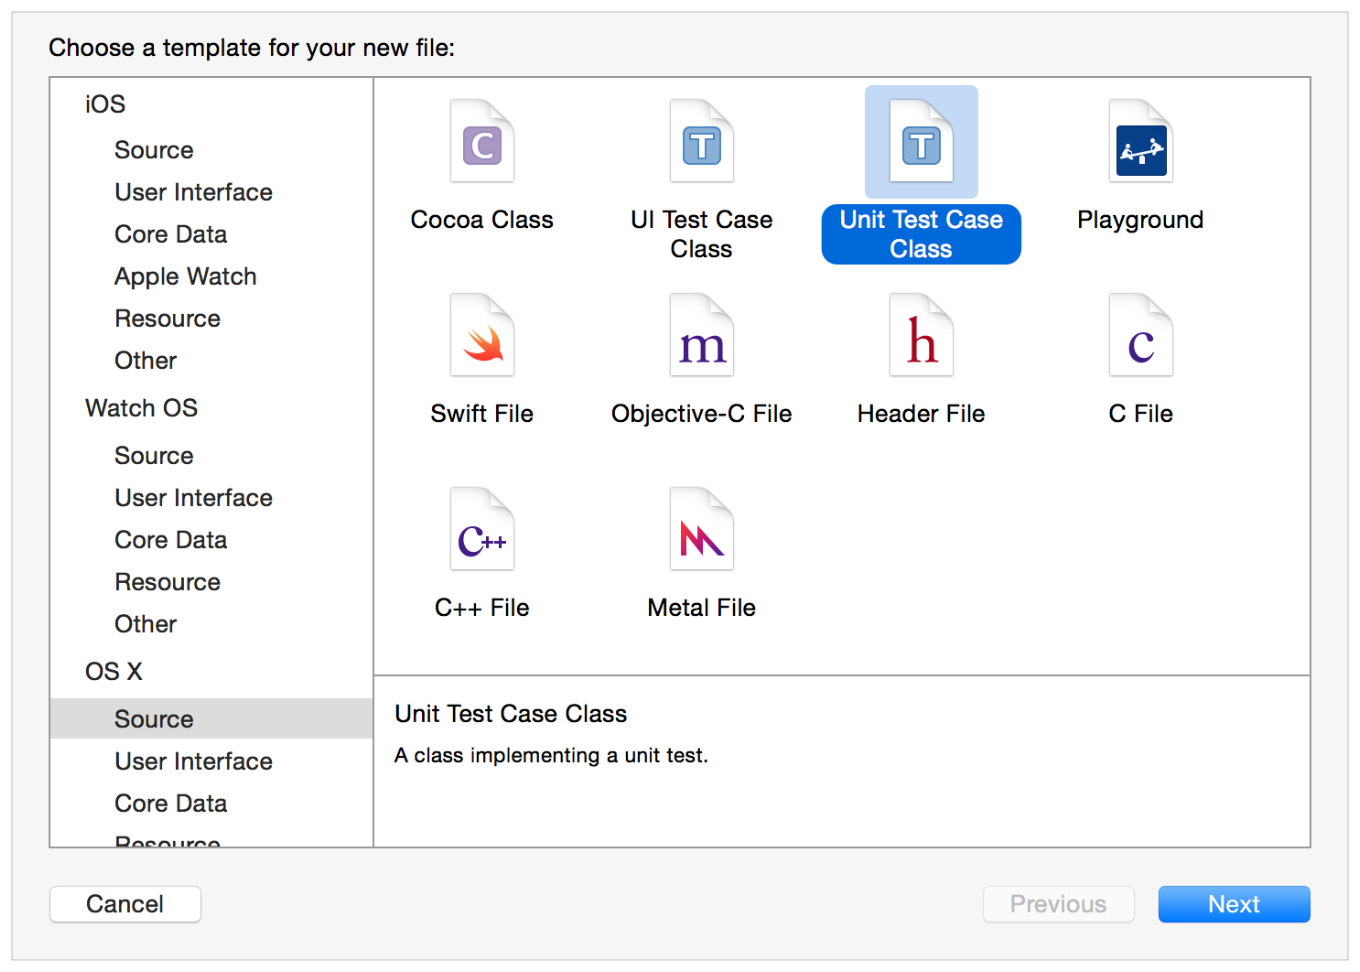 Choose a template for your new file:
iOS
Source
User Interface
Core Data
Apple Watch
Resource
Other
Watch OS
Source
User Interface
Core Data
Resource
Other
OS X
Source
User Interface
Core Data
Resource
C
T
T
Cocoa Class
UI Test Case
Class
Unit Test Case
Class
Playground
m
h
c
Swift File
Objective-C File
Header File
C File
C++
C++ File
Metal File
Unit Test Case Class
A class implementing a unit test.
Cancel
Previous
Next